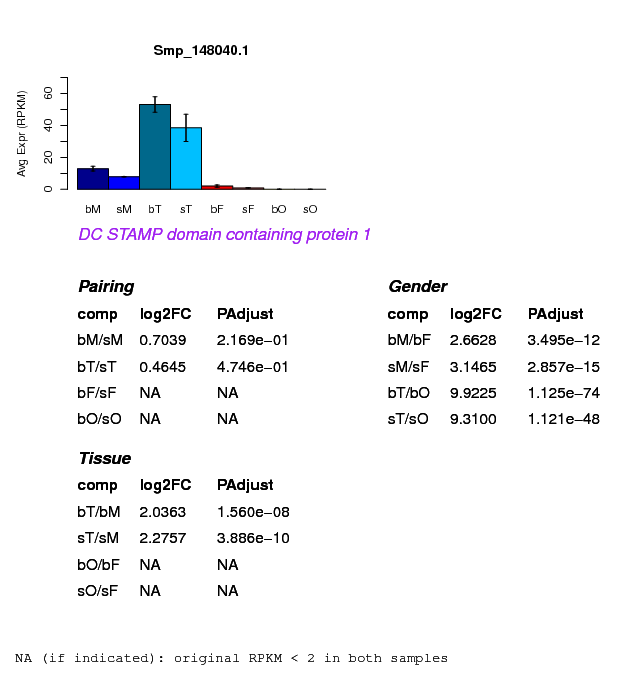 Smp_148040.1
Avg Expr (RPKM)
0 20 40 60
bM sM bT sT bF sF bO sO
DC STAMP domain containing protein 1
Pairing
comp log2FC PAdjust
bM/sM 0.7039 2.169e−01
bT/sT 0.4645 4.746e−01
bF/sF NA NA
bO/sO NA NA
Gender
comp log2FC PAdjust
bM/bF 2.6628 3.495e−12
sM/sF 3.1465 2.857e−15
bT/bO 9.9225 1.125e−74
sT/sO 9.3100 1.121e−48
Tissue
comp log2FC PAdjust
bT/bM 2.0363 1.560e−08
sT/sM 2.2757 3.886e−10
bO/bF NA NA
sO/sF NA NA
NA (if indicated): original RPKM < 2 in both samples